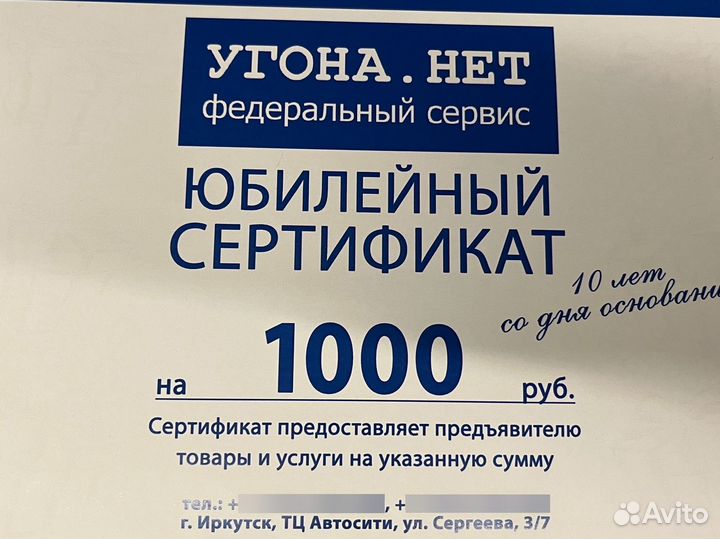 УГОНА.НЕТ
федеральный сервис
ЮБИЛЕЙНЫЙ
СЕРТИФИКАТ
10 лет
со дня основани
на 1000 руб.
Сертификат предоставляет предъявителю
товары и услуги на указанную сумму
тел.: + , +
г. Иркутск, ТЦ Автосити, ул. Сергеева, 3/7
Avito